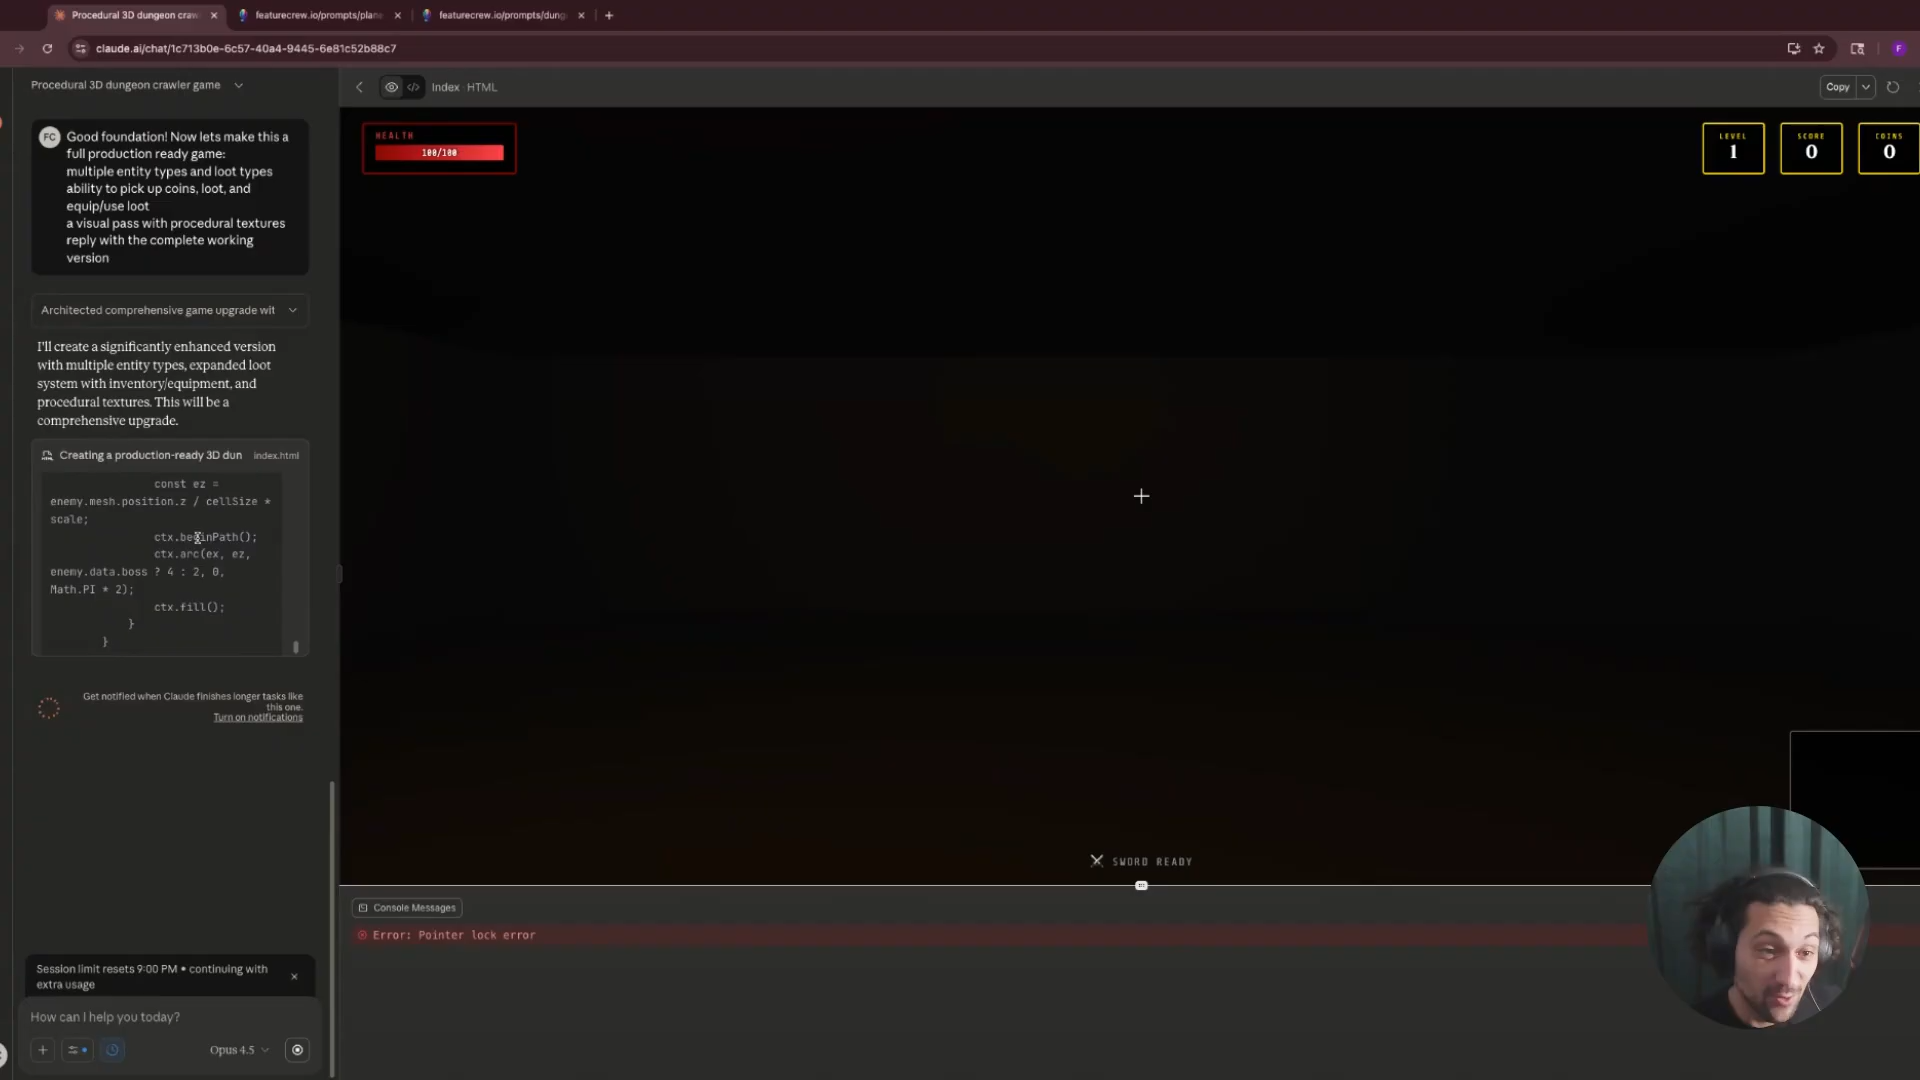 Procedural 3D dungeon craw
featurecrew.io/prompts/plane
featurecrew.io/prompts/dung
claude.ai/chat/1c713b0e-6c57-40a4-9445-6e81c52b88c7
F
Procedural 3D dungeon crawler game
Index HTML
Copy
FC
Good foundation! Now lets make this a
full production ready game:
multiple entity types and loot types
ability to pick up coins, loot, and
equip/use loot
a visual pass with procedural textures
reply with the complete working
version
Architected comprehensive game upgrade wit
I'll create a significantly enhanced version
with multiple entity types, expanded loot
system with inventory/equipment, and
procedural textures. This will be a
comprehensive upgrade.
Creating a production-ready 3D dun index.html
const ez =
enemy.mesh.position.z / cellSize *
scale;
ctx.beginPath();
ctx.arc(ex, ez,
enemy.data.boss ? 4 : 2, 0,
Math.PI * 2);
ctx.fill();
}
}
Get notified when Claude finishes longer tasks like
this one.
Turn on notifications
Session limit resets 9:00 PM • continuing with
extra usage
How can I help you today?
Opus 4.5
HEALTH
100/100
LEVEL
1
SCORE
0
COINS
0
SWORD READY
Console Messages
Error: Pointer lock error